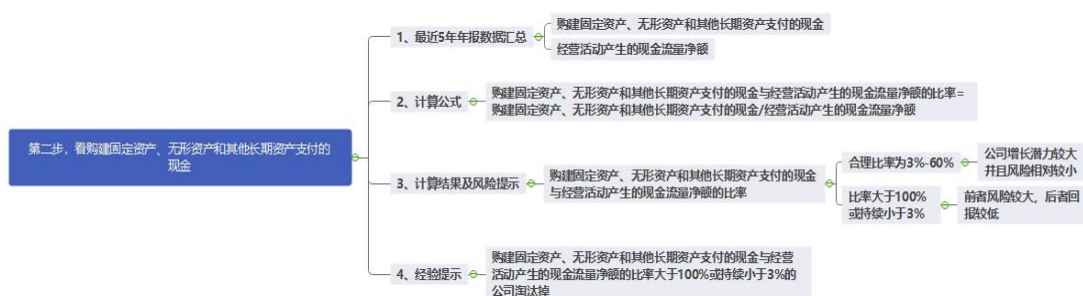 第二步，看购建固定资产、无形资产和其他长期资产支付的
现金
1、最近5年年报数据汇总
购建固定资产、无形资产和其他长期资产支付的现金
经营活动产生的现金流量净额
2、计算公式
购建固定资产、无形资产和其他长期资产支付的现金与经营活动产生的现金流量净额的比率=
购建固定资产、无形资产和其他长期资产支付的现金/经营活动产生的现金流量净额
3、计算结果及风险提示
购建固定资产、无形资产和其他长期资产支付的现金
与经营活动产生的现金流量净额的比率
合理比率为3%-60%
公司增长潜力较大
并且风险相对较小
比率大于100%
或持续小于3%
前者风险较大，后者回
报较低
4、经验提示
购建固定资产、无形资产和其他长期资产支付的现金与经营
活动产生的现金流量净额的比率大于100%或持续小于3%的
公司淘汰掉